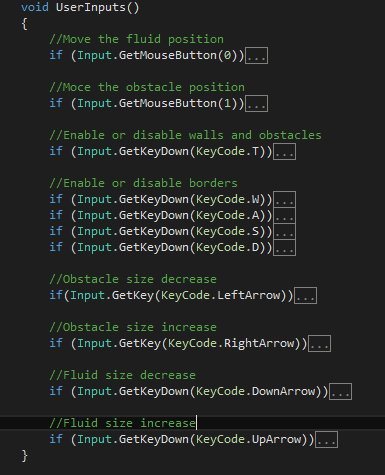 void UserInputs()
{
//Move the fluid position
if (Input.GetMouseButton(0))...
//Moce the obstacle position
if (Input.GetMouseButton(1))...
//Enable or disable walls and obstacles
if (Input.GetKeyDown(KeyCode.T))...
//Enable or disable borders
if (Input.GetKeyDown(KeyCode.W))...
if (Input.GetKeyDown(KeyCode.A))...
if (Input.GetKeyDown(KeyCode.S))...
if (Input.GetKeyDown(KeyCode.D))...
//Obstacle size decrease
if(Input.GetKey(KeyCode.LeftArrow))...
//Obstacle size increase
if (Input.GetKey(KeyCode.RightArrow))...
//Fluid size decrease
if (Input.GetKeyDown(KeyCode.DownArrow))...
//Fluid size increase
if (Input.GetKeyDown(KeyCode.UpArrow))...
}